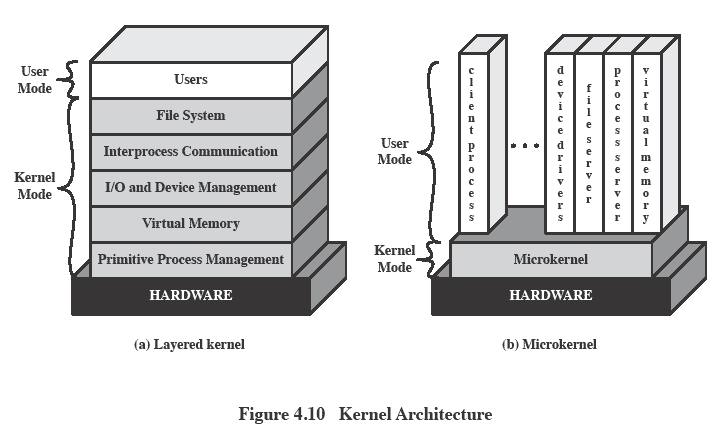 User
Mode
Users
File System
Interprocess Communication
I/O and Device Management
Virtual Memory
Kernel
Mode
Primitive Process Management
HARDWARE
(a) Layered kernel
User
Mode
client process
...
device drivers
file server
process server
virtual memory
Kernel
Mode
Microkernel
HARDWARE
(b) Microkernel
Figure 4.10 Kernel Architecture